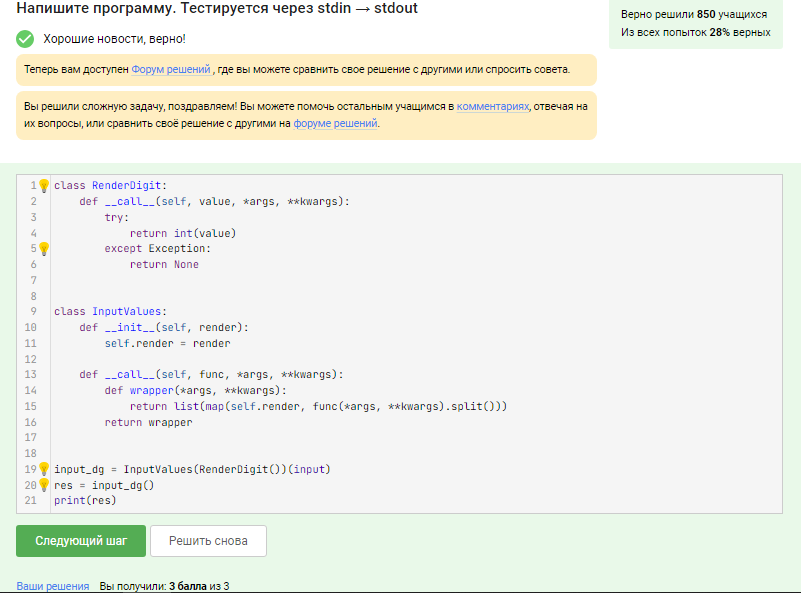 Напишите программу. Тестируется через stdin → stdout
Верно решили 850 учащихся
Из всех попыток 28% верных
Хорошие новости, верно!
Теперь вам доступен Форум решений , где вы можете сравнить свое решение с другими или спросить совета.
Вы решили сложную задачу, поздравляем! Вы можете помочь остальным учащимся в комментариях, отвечая на
их вопросы, или сравнить своё решение с другими на форуме решений.
1 class RenderDigit:
2     def __call__(self, value, *args, **kwargs):
3         try:
4             return int(value)
5         except Exception:
6             return None
7
8
9 class InputValues:
10     def __init__(self, render):
11         self.render = render
12
13     def __call__(self, func, *args, **kwargs):
14         def wrapper(*args, **kwargs):
15             return list(map(self.render, func(*args, **kwargs).split()))
16         return wrapper
17
18
19 input_dg = InputValues(RenderDigit())(input)
20 res = input_dg()
21 print(res)
Следующий шаг
Решить снова
Ваши решения Вы получили: 3 балла из 3